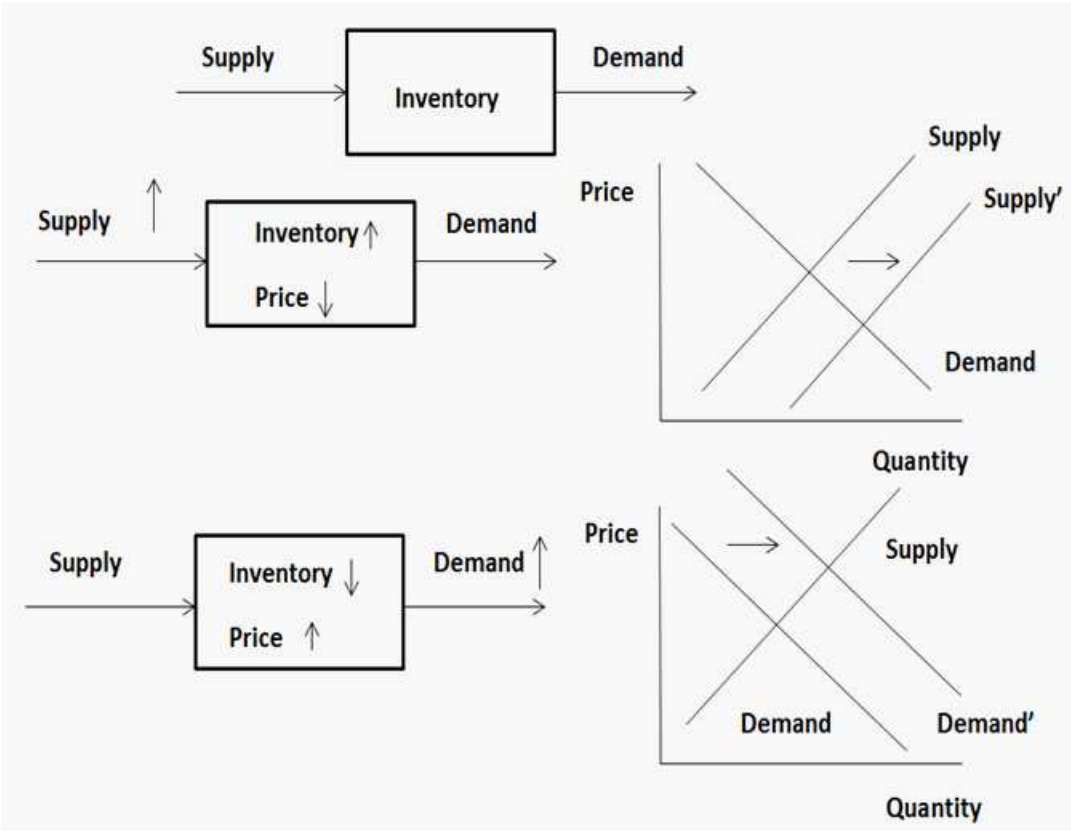 Supply
Demand
Inventory
Supply
Price
Supply'
Supply
Inventory
Demand
Price
Demand
Quantity
Price
Supply
Demand
Supply
Inventory
Price
Demand
Demand'
Quantity